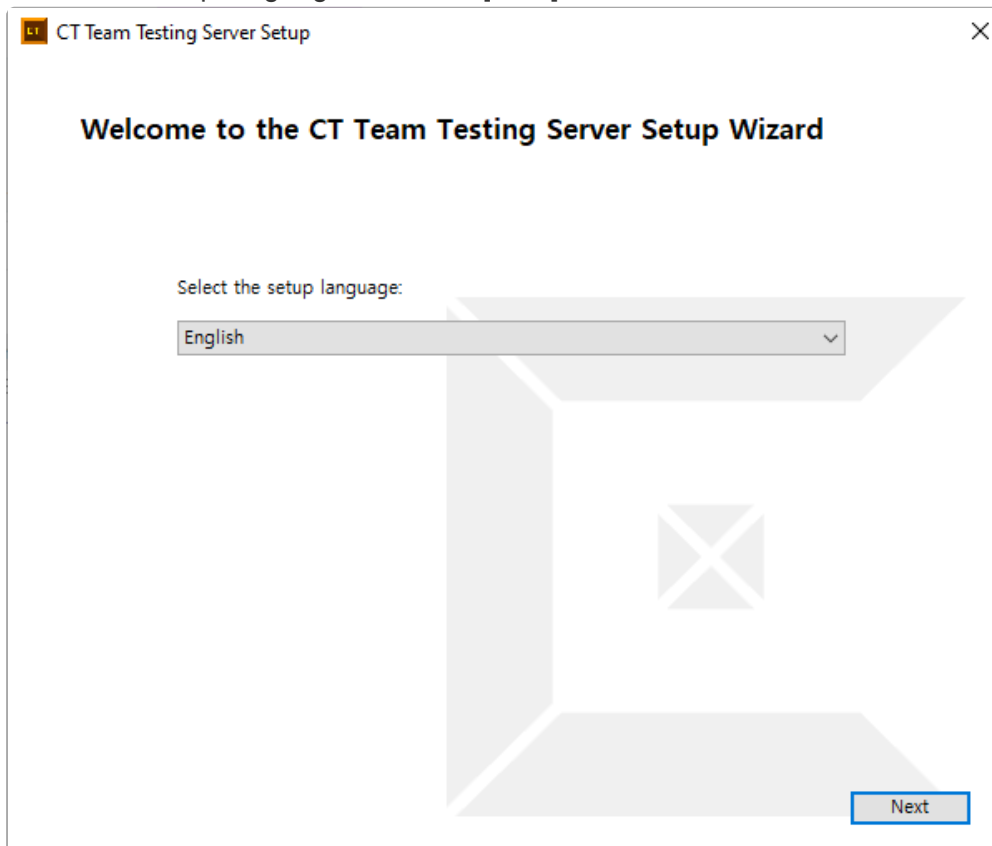 CT Team Testing Server Setup
Welcome to the CT Team Testing Server Setup Wizard
Select the setup language:
English
Next